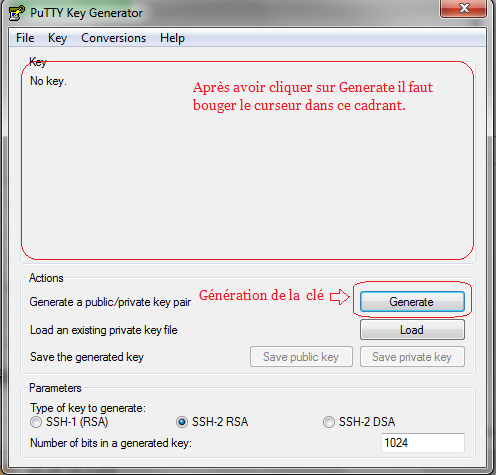 PuTTY Key Generator
File Key Conversions Help
Key
No key.
Après avoir cliquer sur Generate il faut
bouger le curseur dans ce cadrant.
Actions
Generate a public/private key pair
Génération de la clé
Generate
Load an existing private key file
Load
Save the generated key
Save public key
Save private key
Parameters
Type of key to generate:
SSH-1 (RSA)
SSH-2 RSA
SSH-2 DSA
Number of bits in a generated key:
1024